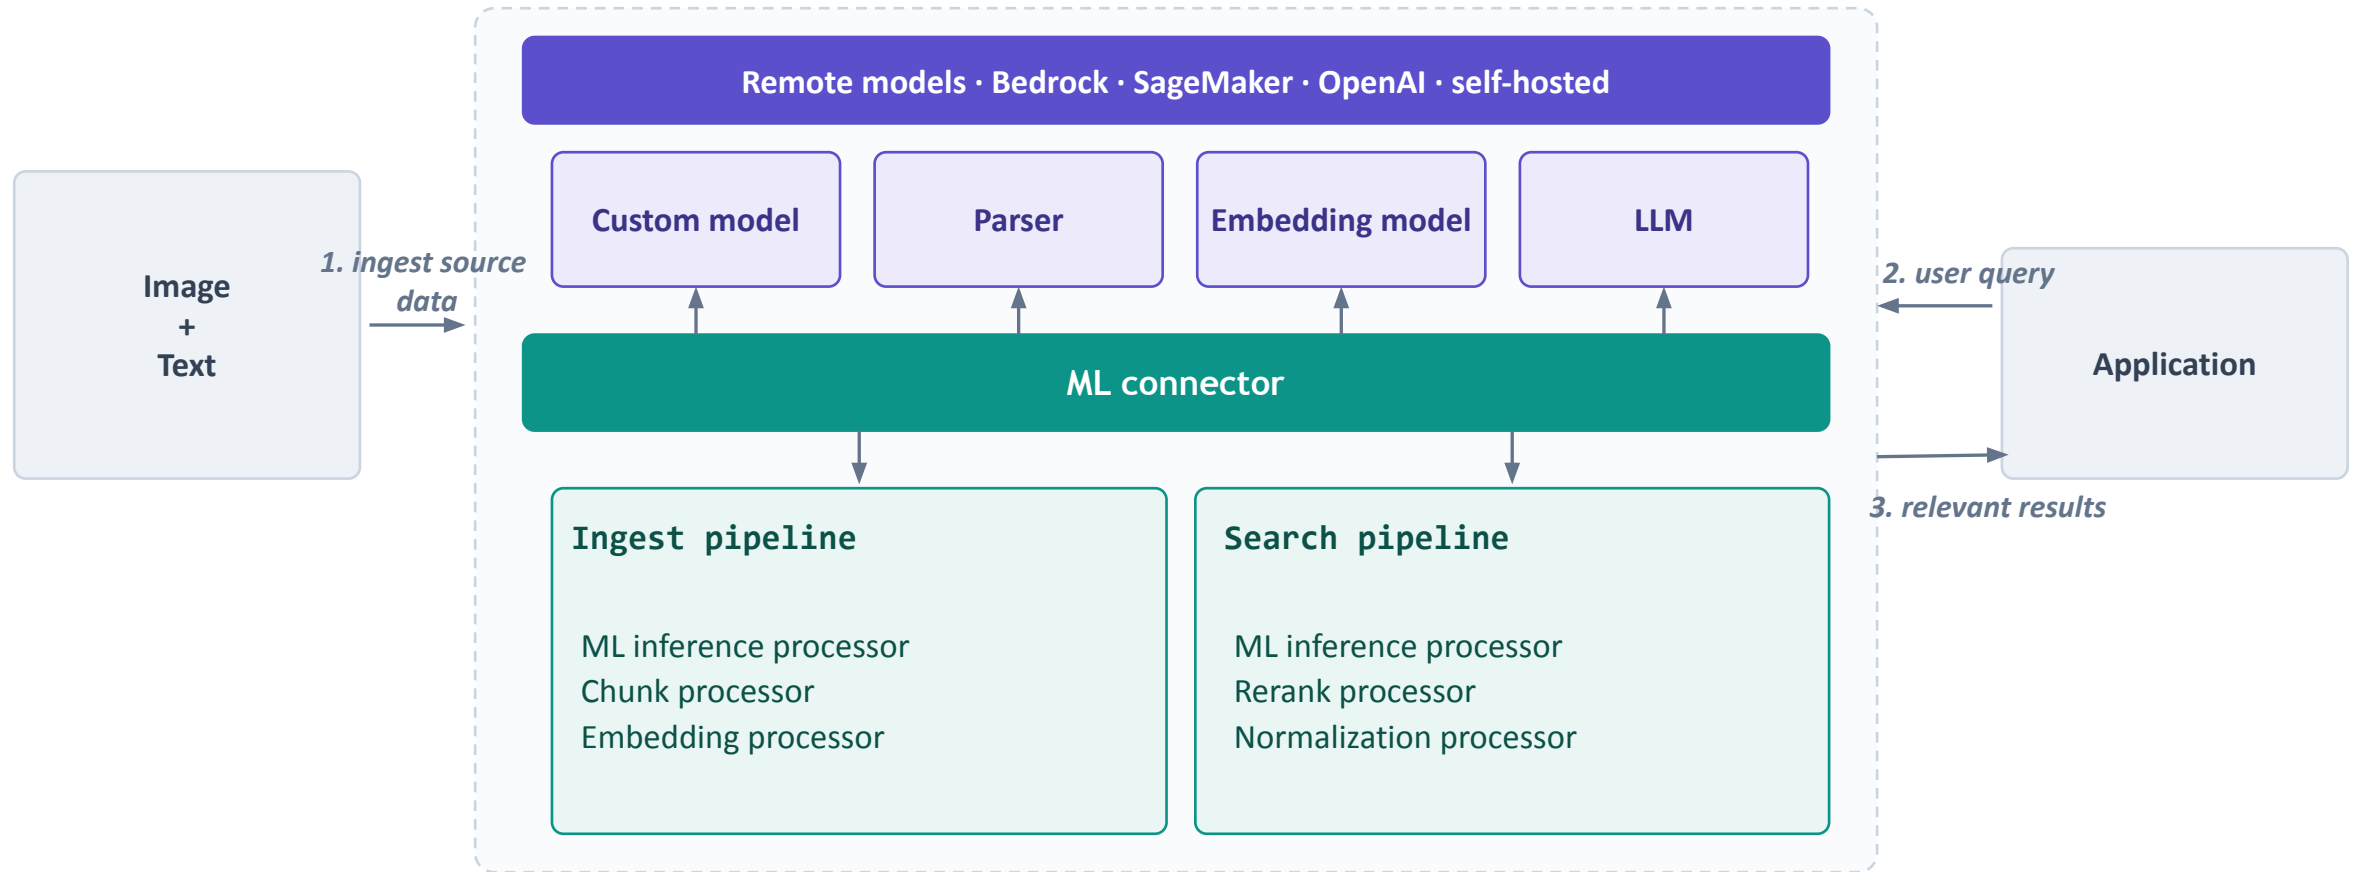 Remote models · Bedrock · SageMaker · OpenAI · self-hosted
Custom model
Parser
Embedding model
LLM
Image
+
Text
1. ingest source
data
2. user query
Application
ML connector
3. relevant results
Ingest pipeline
ML inference processor
Chunk processor
Embedding processor
Search pipeline
ML inference processor
Rerank processor
Normalization processor